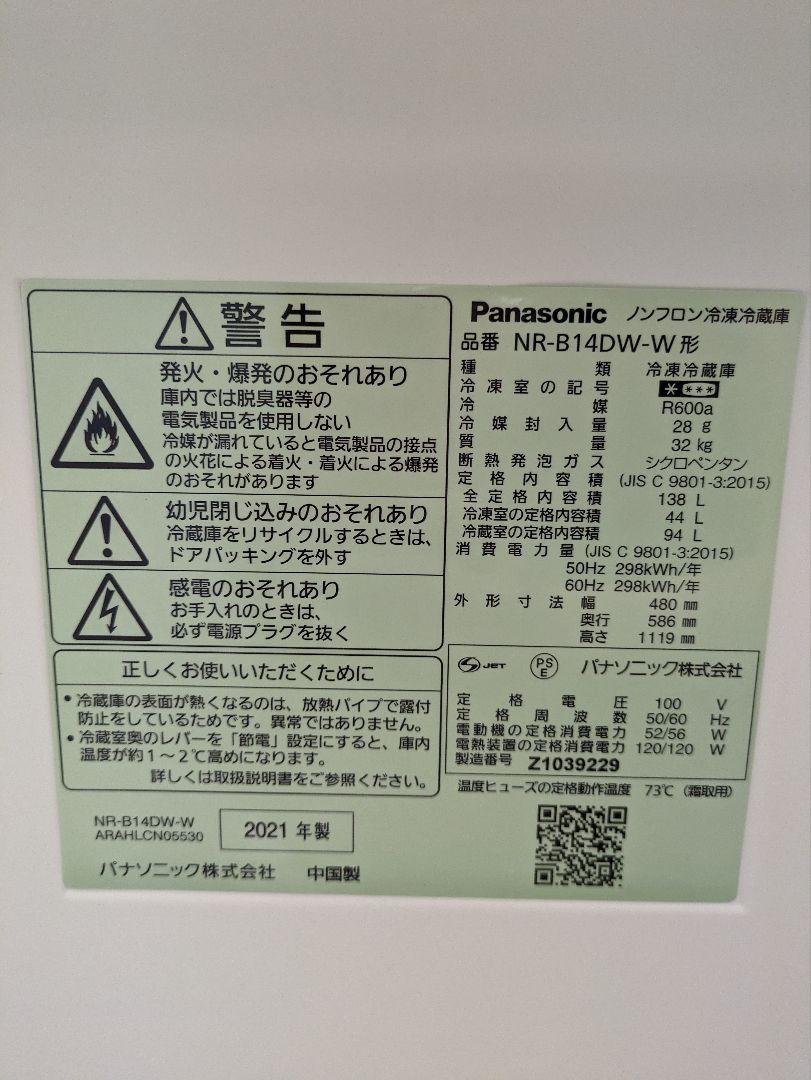 警告
発火・爆発のおそれあり
庫内では脱臭器等の
電気製品を使用しない
冷媒が漏れていると電気製品の接点
の火花による着火・着火による爆発
のおそれがあります
幼児閉じ込みのおそれあり
冷蔵庫をリサイクルするときは、
ドアパッキングを外す
感電のおそれあり
お手入れのときは、
必ず電源プラグを抜く
正しくお使いいただくために
・冷蔵庫の表面が熱くなるのは、放熱パイプで露付
防止をしているためです。異常ではありません。
・冷蔵室奥のレバーを「節電」設定にすると、庫内
温度が約1～2℃高めになります。
詳しくは取扱説明書をご参照ください。
NR-B14DW-W
ARAHLCN05530
2021年製
パナソニック株式会社 中国製
Panasonic ノンフロン冷凍冷蔵庫
品番 NR-B14DW-W形
種類 冷凍冷蔵庫
冷凍室の記号 * ***
冷媒 R600a
冷媒封入量 28 g
質量 32 kg
断熱発泡ガス シクロペンタン
定格内容積 (JIS C 9801-3:2015)
全定格内容積 138 L
冷凍室の定格内容積 44 L
冷蔵室の定格内容積 94 L
消費電力量 (JIS C 9801-3:2015)
50Hz 298kWh/年
60Hz 298kWh/年
外形寸法 幅 480 mm
奥行 586 mm
高さ 1119 mm
S JET PSE パナソニック株式会社
定格電圧 100 V
定格周波数 50/60 Hz
電動機の定格消費電力 52/56 W
電熱装置の定格消費電力 120/120 W
製造番号 Z1039229
温度ヒューズの定格動作温度 73℃ (霜取用)